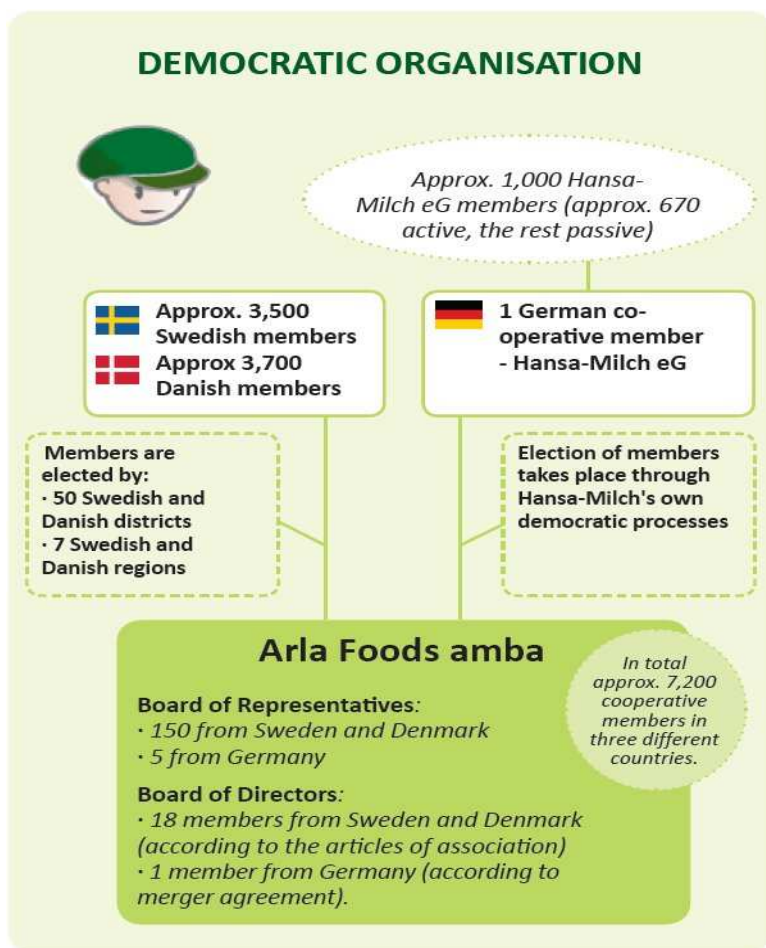 DEMOCRATIC ORGANISATION
Approx. 1,000 Hansa-
Milch eG members (approx. 670
active, the rest passive)
Approx. 3,500
Swedish members
Approx 3,700
Danish members
1 German co-
operative member
- Hansa-Milch eG
Members are
elected by:
· 50 Swedish and
Danish districts
· 7 Swedish and
Danish regions
Election of members
takes place through
Hansa-Milch's own
democratic processes
Arla Foods amba
Board of Representatives:
· 150 from Sweden and Denmark
· 5 from Germany
Board of Directors:
· 18 members from Sweden and Denmark
(according to the articles of association)
· 1 member from Germany (according to
merger agreement).
In total
approx. 7,200
cooperative
members in
three different
countries.